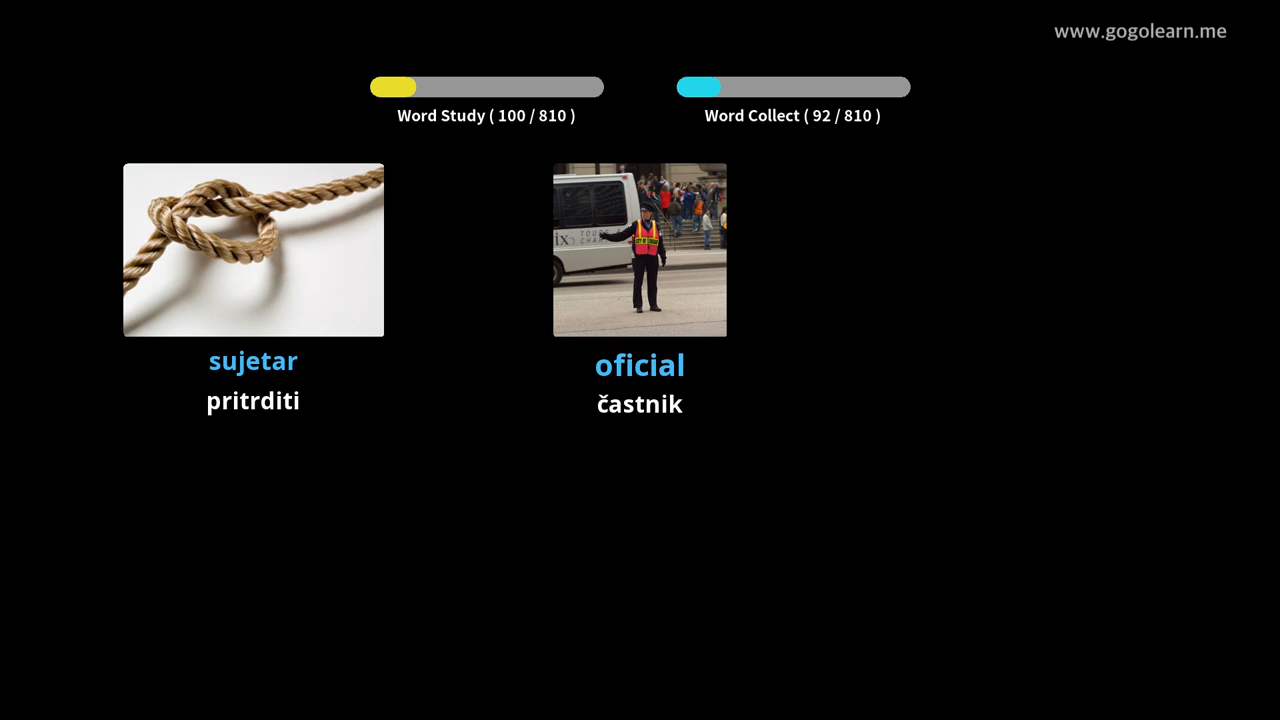 www.gogolearn.me
Word Study ( 100 / 810 )
Word Collect ( 92 / 810 )
sujetar
pritrditi
oficial
častnik